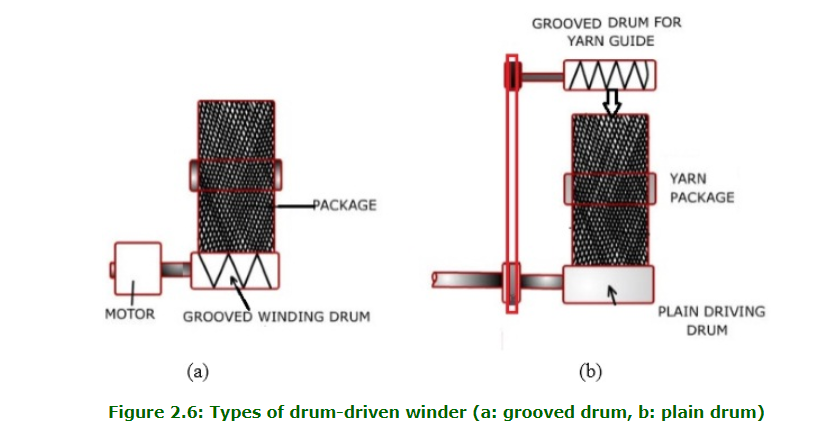 GROOVED DRUM FOR
YARN GUIDE
PACKAGE
YARN
PACKAGE
MOTOR
GROOVED WINDING DRUM
PLAIN DRIVING
DRUM
(a)
(b)
Figure 2.6: Types of drum-driven winder (a: grooved drum, b: plain drum)